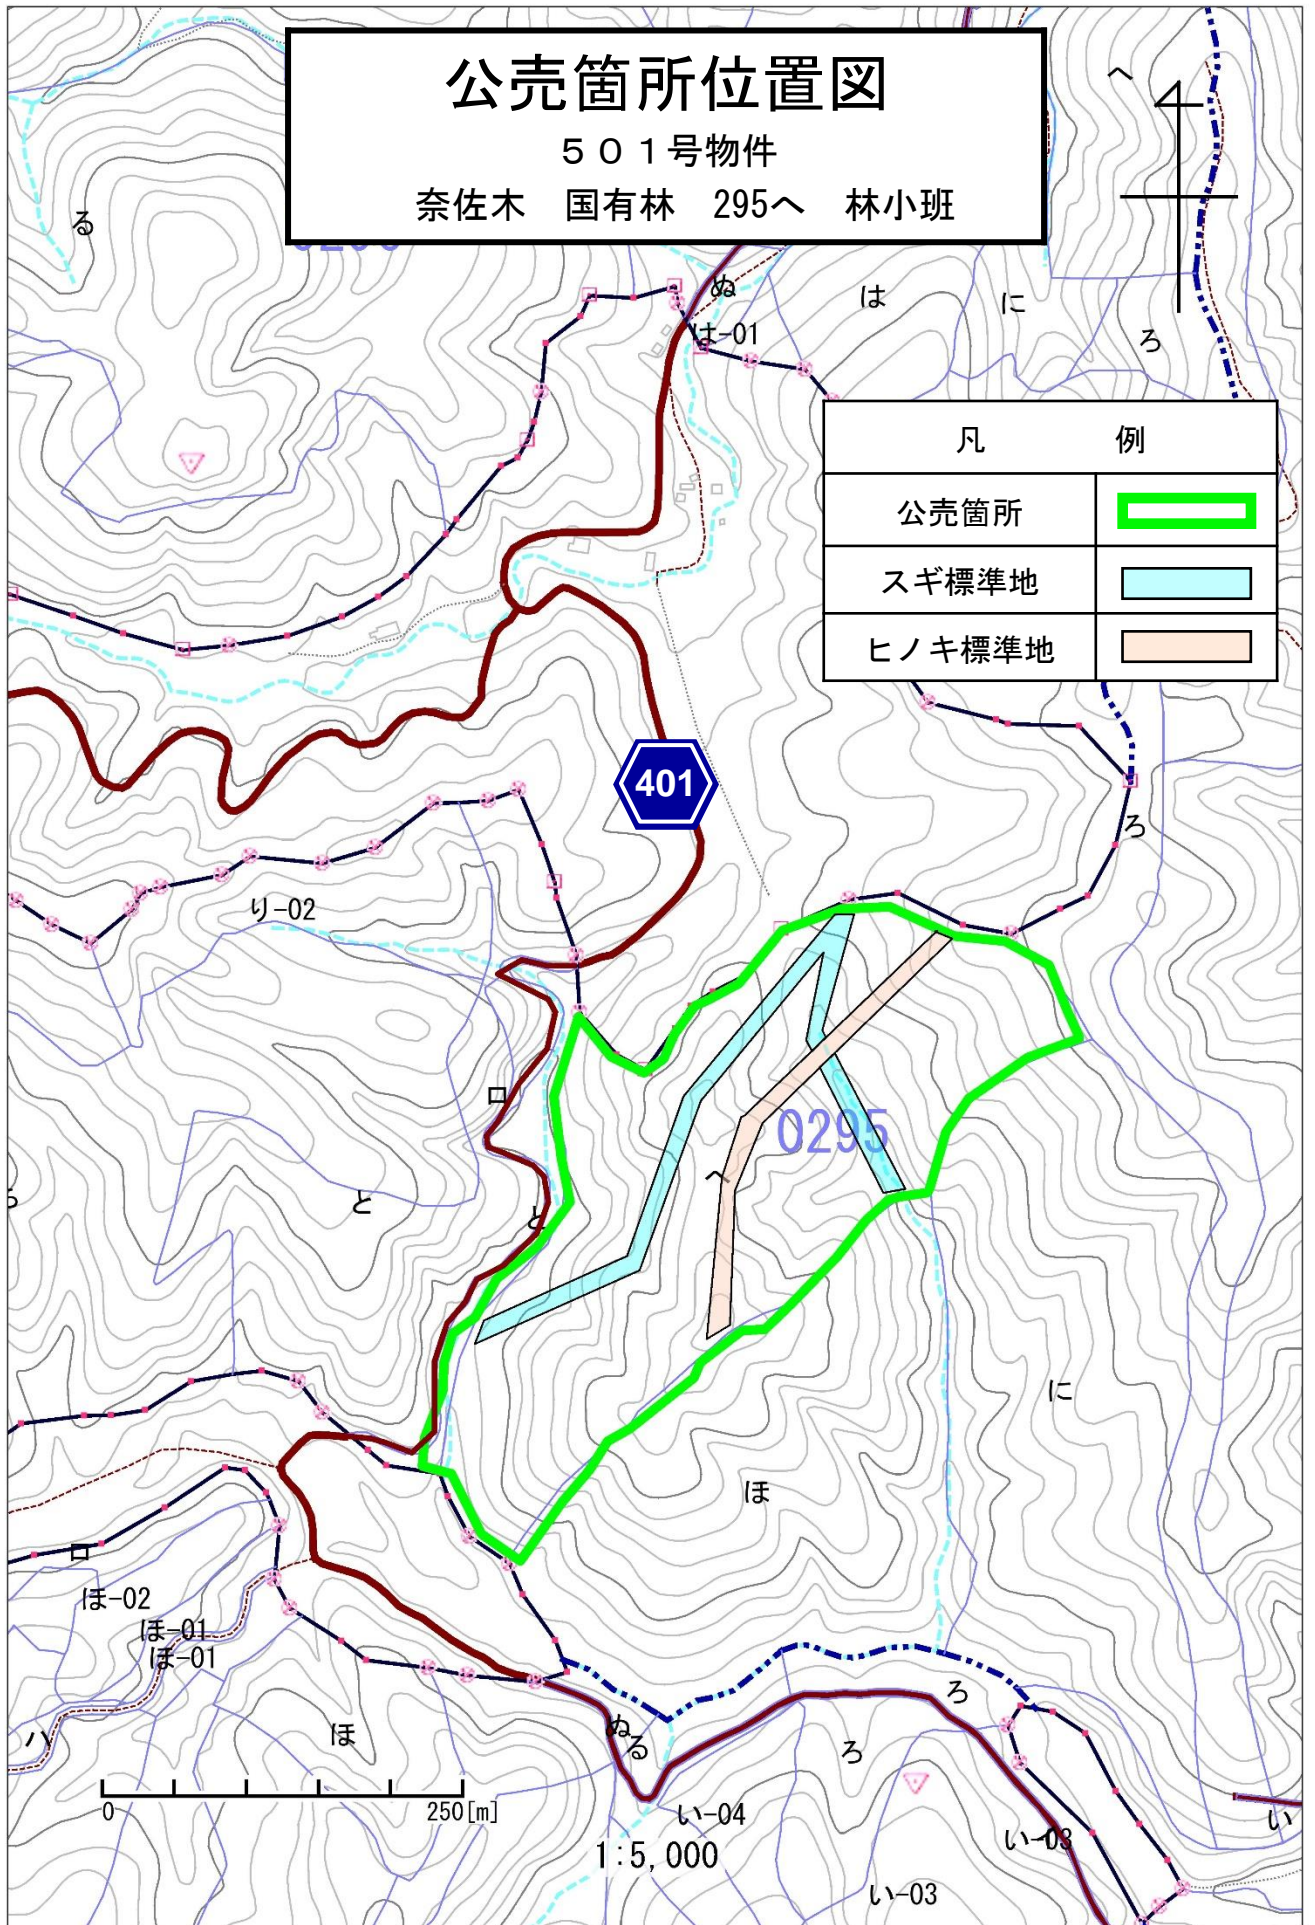 公売箇所位置図
５０１号物件
奈佐木　国有林　295へ　林小班
へ
る
ぬ
は
に
は-01
ろ
凡　例
公売箇所
スギ標準地
ヒノキ標準地
401
ろ
り-02
ロ
0295
へ
と
と
に
ほ
ロ
ほ-02
ほ-01
ほ-01
ハ
ほ
ぬ
る
ろ
ろ
0
250[m]
い-04
い-03
い
1:5,000
い-03